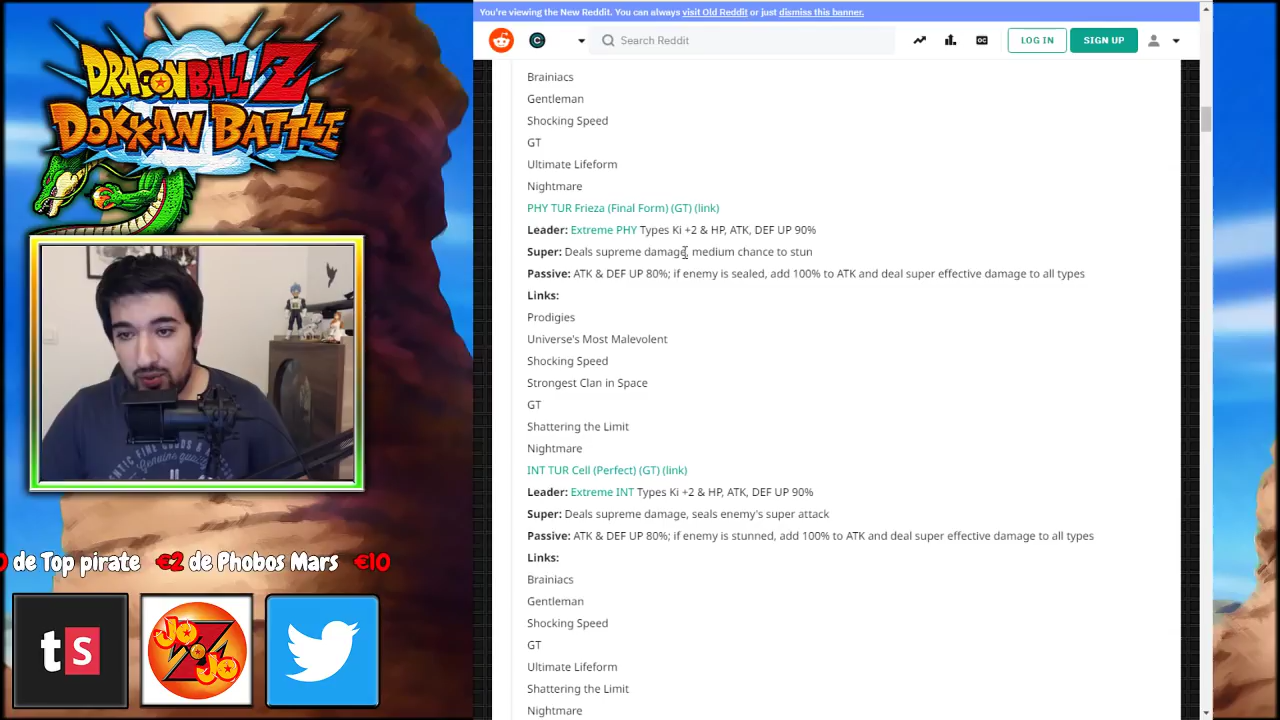 You're viewing the New Reddit. You can always visit Old Reddit or just dismiss this banner.
Search Reddit
LOG IN
SIGN UP
DRAGONBALL Z
DOKKAN BATTLE
Brainiacs
Gentleman
Shocking Speed
GT
Ultimate Lifeform
Nightmare
PHY TUR Frieza (Final Form) (GT) (link)
Leader: Extreme PHY Types Ki +2 & HP, ATK, DEF UP 90%
Super: Deals supreme damage, medium chance to stun
Passive: ATK & DEF UP 80%; if enemy is sealed, add 100% to ATK and deal super effective damage to all types
Links:
Prodigies
Universe's Most Malevolent
Shocking Speed
Strongest Clan in Space
GT
Shattering the Limit
Nightmare
INT TUR Cell (Perfect) (GT) (link)
Leader: Extreme INT Types Ki +2 & HP, ATK, DEF UP 90%
Super: Deals supreme damage, seals enemy's super attack
Passive: ATK & DEF UP 80%; if enemy is stunned, add 100% to ATK and deal super effective damage to all types
Links:
Brainiacs
Gentleman
Shocking Speed
GT
Ultimate Lifeform
Shattering the Limit
Nightmare
0 de Top pirate €2 de Phobos Mars €10
ts
JoZJo